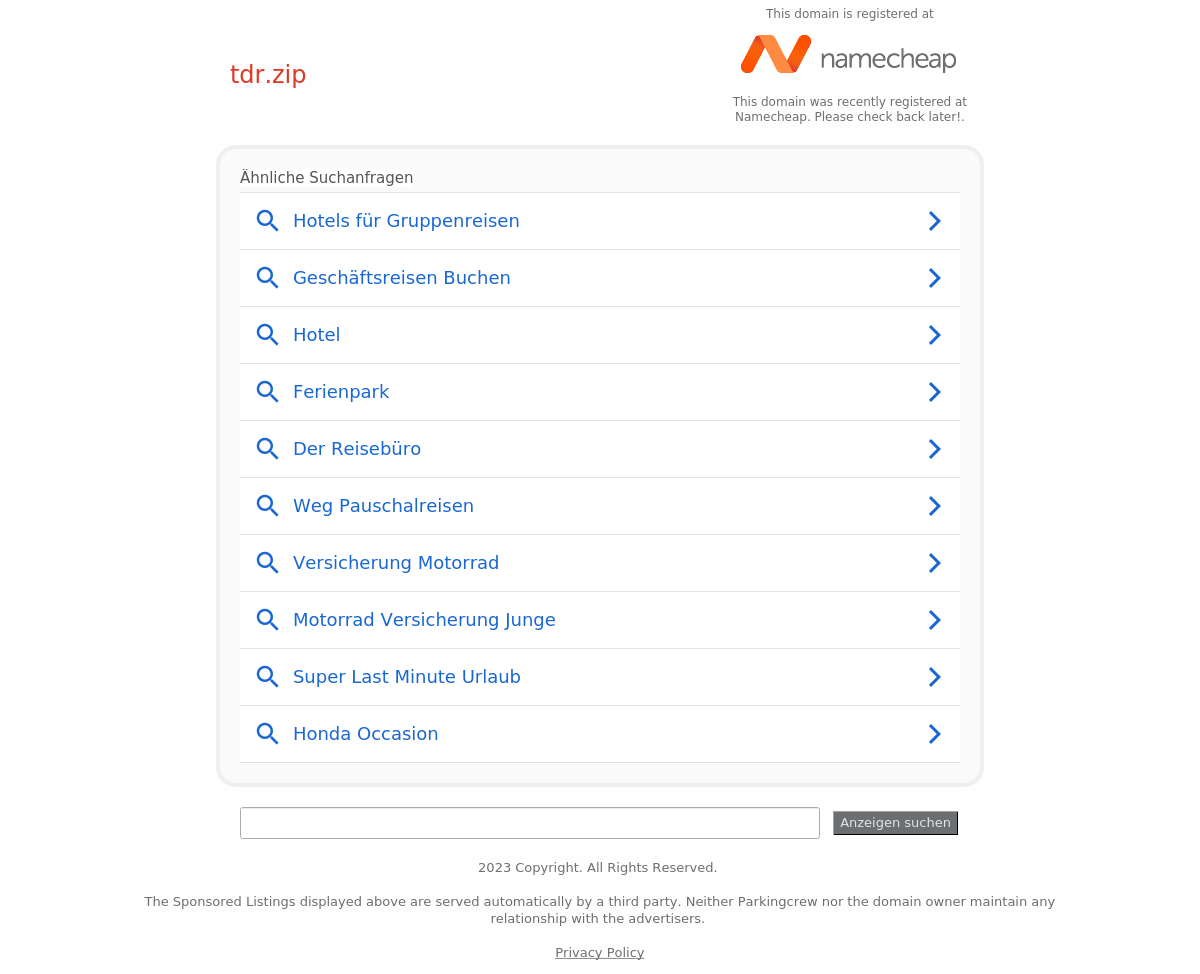 This domain is registered at
namecheap
tdr.zip
This domain was recently registered at
Namecheap. Please check back later!.
Ähnliche Suchanfragen
Hotels für Gruppenreisen
Geschäftsreisen Buchen
Hotel
Ferienpark
Der Reisebüro
Weg Pauschalreisen
Versicherung Motorrad
Motorrad Versicherung Junge
Super Last Minute Urlaub
Honda Occasion
Anzeigen suchen
2023 Copyright. All Rights Reserved.
The Sponsored Listings displayed above are served automatically by a third party. Neither Parkingcrew nor the domain owner maintain any
relationship with the advertisers.
Privacy Policy